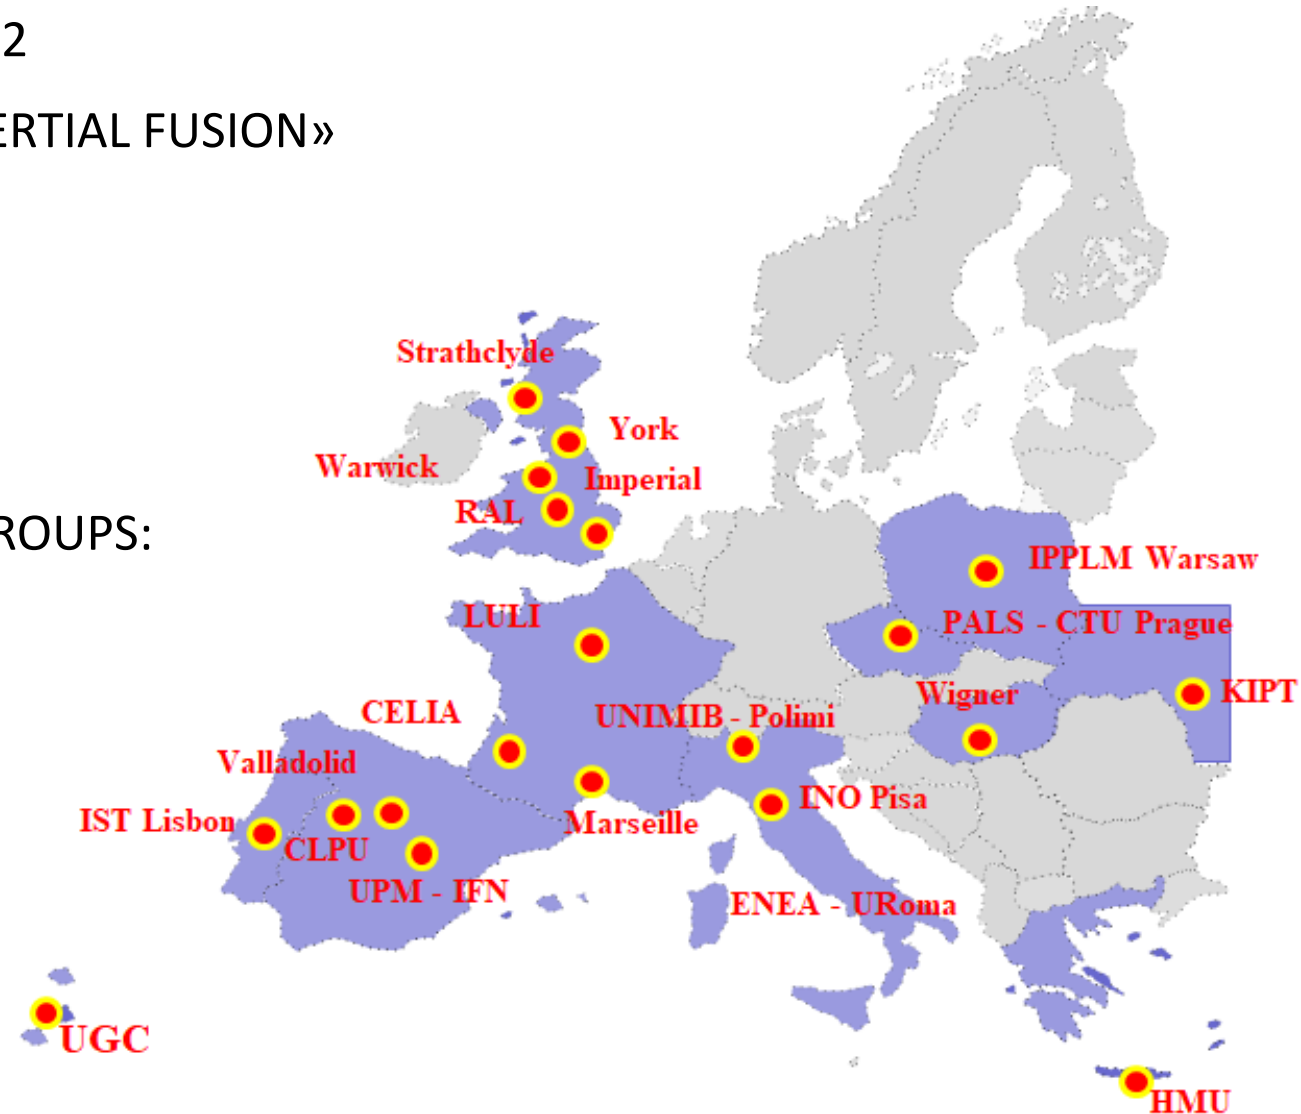 2
ERTIAL FUSION»
Strathclyde
York
Warwick
Imperial
RAL
ROUPS:
IPPLM Warsaw
LULI
PALS - CTU Prague
Wigner
KIPT
CELIA
UNIMIB - Polimi
Valladolid
INO Pisa
IST Lisbon
Marseille
CLPU
UPM - IFN
ENEA - URoma
UGC
HMU